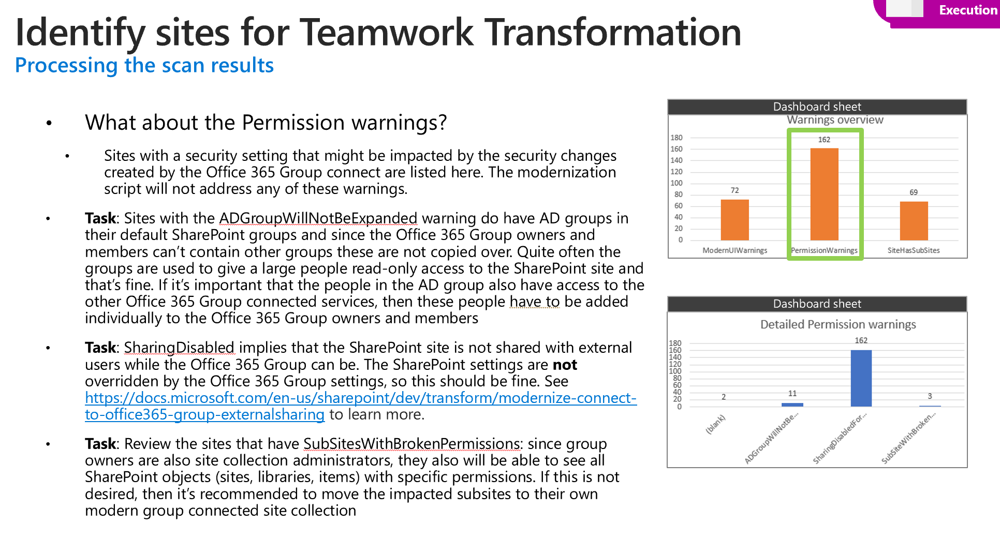 Execution
Identify sites for Teamwork Transformation
Processing the scan results
• What about the Permission warnings?
• Sites with a security setting that might be impacted by the security changes
created by the Office 365 Group connect are listed here. The modernization
script will not address any of these warnings.
• Task: Sites with the ADGroupWillNotBeExpanded warning do have AD groups in
their default SharePoint groups and since the Office 365 Group owners and
members can't contain other groups these are not copied over. Quite often the
groups are used to give a large people read-only access to the SharePoint site and
that's fine. If it's important that the people in the AD group also have access to the
other Office 365 Group connected services, then these people have to be added
individually to the Office 365 Group owners and members
• Task: SharingDisabled implies that the SharePoint site is not shared with external
users while the Office 365 Group can be. The SharePoint settings are not
overridden by the Office 365 Group settings, so this should be fine. See
https://docs.microsoft.com/en-us/sharepoint/dev/transform/modernize-connect-
to-office365-group-externalsharing to learn more.
• Task: Review the sites that have SubSitesWithBrokenPermissions: since group
owners are also site collection administrators, they also will be able to see all
SharePoint objects (sites, libraries, items) with specific permissions. If this is not
desired, then it's recommended to move the impacted subsites to their own
modern group connected site collection
Dashboard sheet
Warnings overview
180
160
140
120
100
80
60
40
20
0
72
162
69
ModernUIWarnings
PermissionWarnings
SiteHasSubSites
Dashboard sheet
Detailed Permission warnings
180
160
140
120
100
80
60
40
20
0
2
11
162
3
(blank)
ADGroupWillNotBe...
SharingDisabledFor...
SubSiteWithBroken...